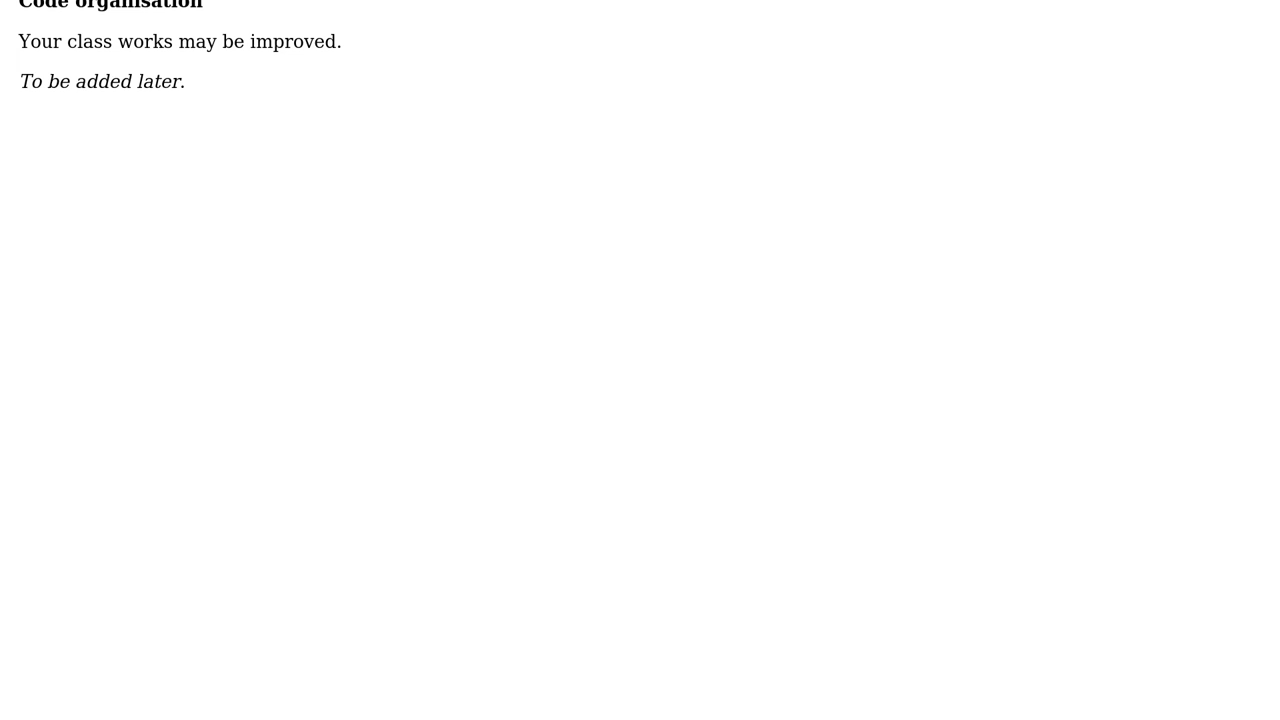 Code organisation
Your class works may be improved.
To be added later.